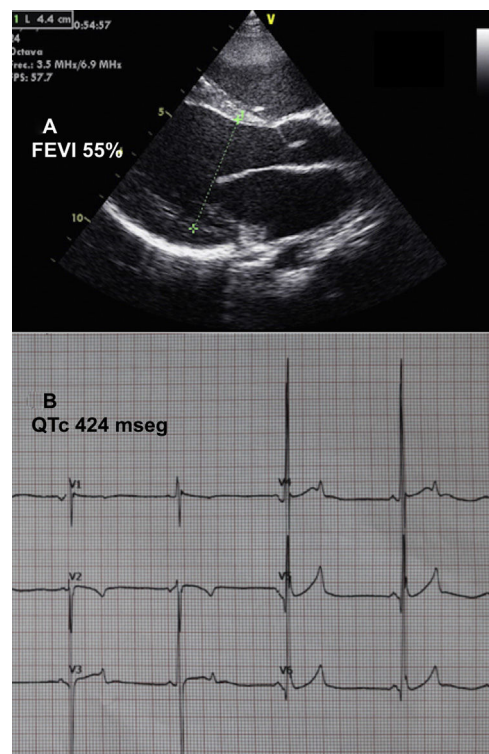 1 L 4.4 cm
0:54:57
24
Octava
Frec.: 3.5 MHz/6.9 MHz
FPS: 57.7
V
5
10
A
FEVI 55%
B
QTc 424 mseg
V1
V4
V2
V5
V3
V6